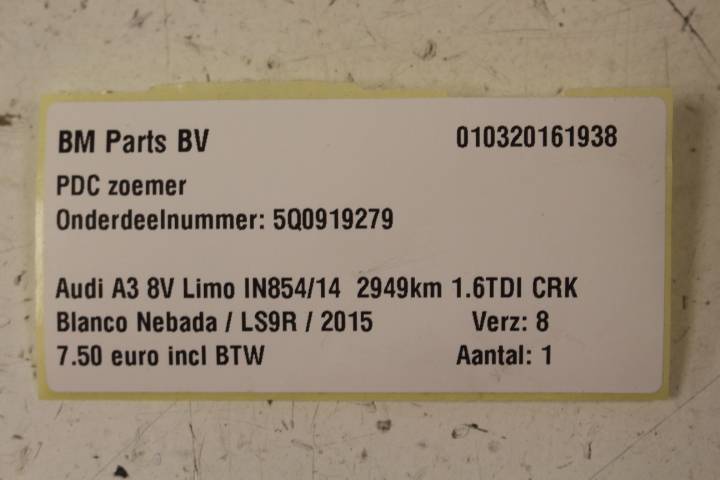 BM Parts BV 010320161938
PDC zoemer
Onderdeelnummer: 5Q0919279
Audi A3 8V Limo IN854/14 2949km 1.6TDI CRK
Blanco Nebada / LS9R / 2015 Verz: 8
7.50 euro incl BTW Aantal: 1